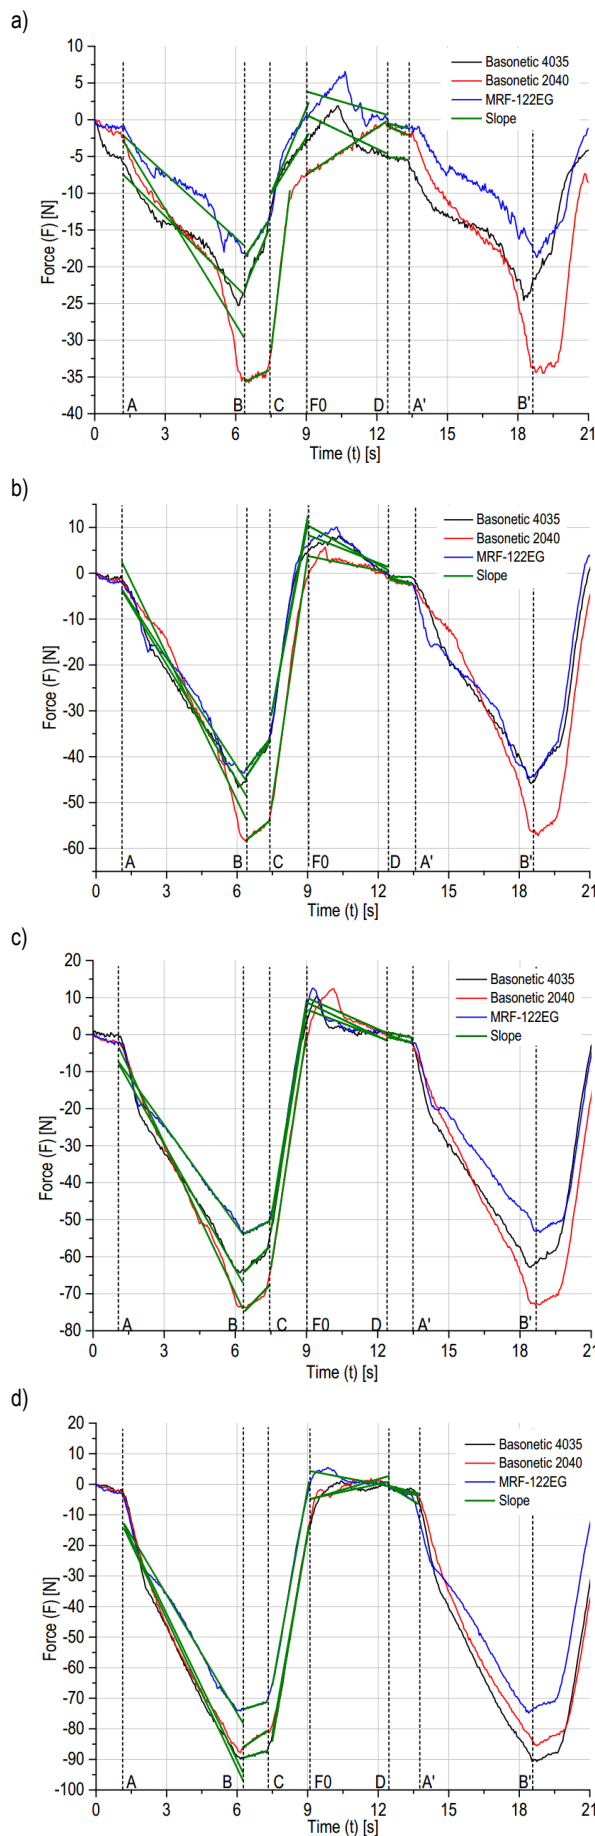 a)
10
5
0
-5
-10
-15
-20
-25
-30
-35
-40
Force (F) [N]
Basonetic 4035
Basonetic 2040
MRF-122EG
Slope
A
B
C
F0
D
A'
B'
0
3
6
9
12
15
18
21
Time (t) [s]
b)
10
0
-10
-20
-30
-40
-50
-60
Force (F) [N]
Basonetic 4035
Basonetic 2040
MRF-122EG
Slope
A
B
C
F0
D
A'
B'
0
3
6
9
12
15
18
21
Time (t) [s]
c)
20
10
0
-10
-20
-30
-40
-50
-60
-70
-80
Force (F) [N]
Basonetic 4035
Basonetic 2040
MRF-122EG
Slope
A
B
C
F0
D
A'
B'
0
3
6
9
12
15
18
21
Time (t) [s]
d)
20
10
0
-10
-20
-30
-40
-50
-60
-70
-80
-90
-100
Force (F) [N]
Basonetic 4035
Basonetic 2040
MRF-122EG
Slope
A
B
C
F0
D
A'
B'
0
3
6
9
12
15
18
21
Time (t) [s]